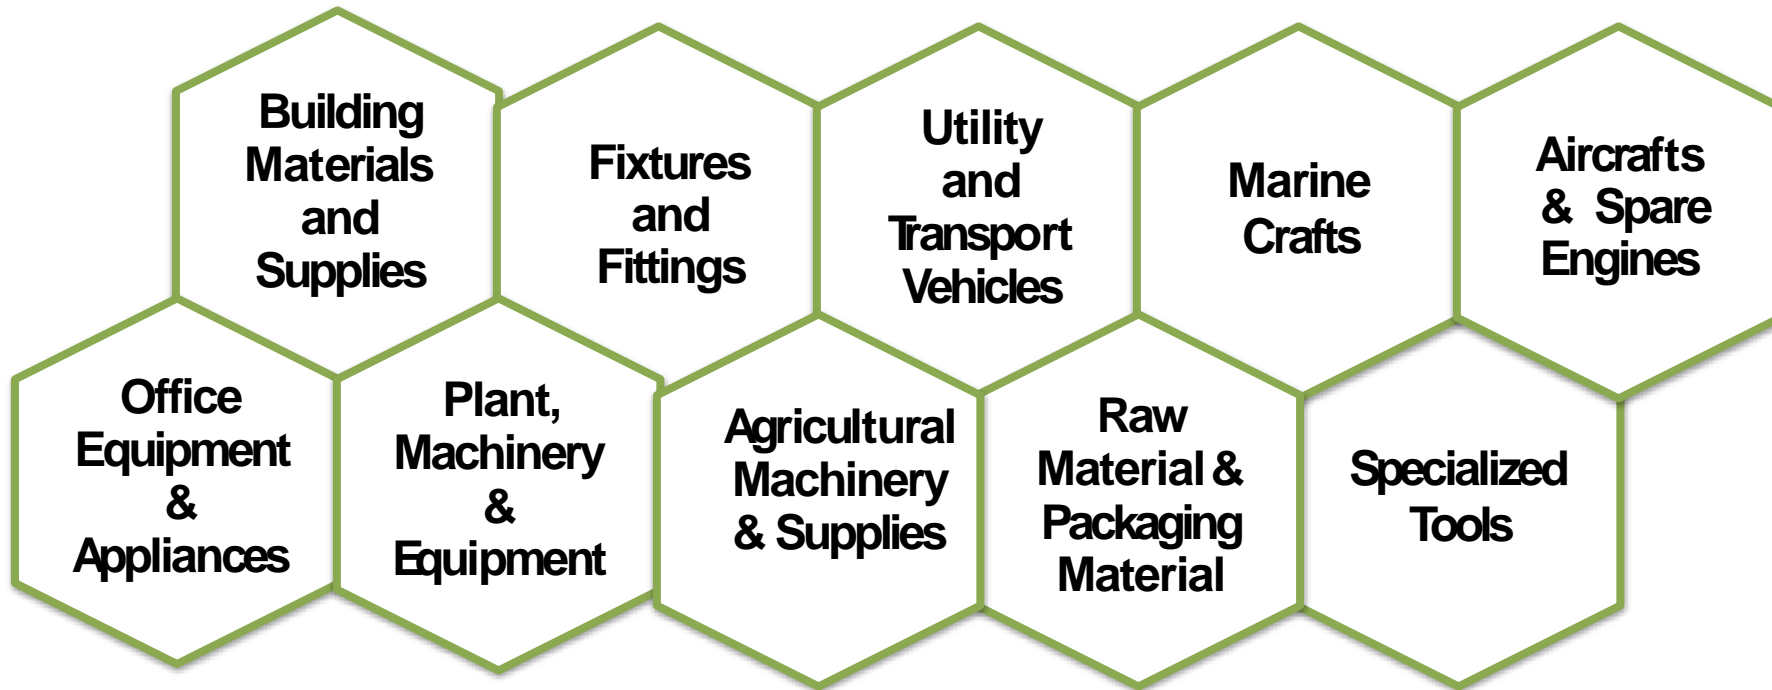 Building
Materials
and
Supplies
Fixtures
and
Fittings
Utility
and
Transport
Vehicles
Marine
Crafts
Aircrafts
& Spare
Engines
Office
Equipment
&
Appliances
Plant,
Machinery
&
Equipment
Agricultural
Machinery
& Supplies
Raw
Material &
Packaging
Material
Specialized
Tools